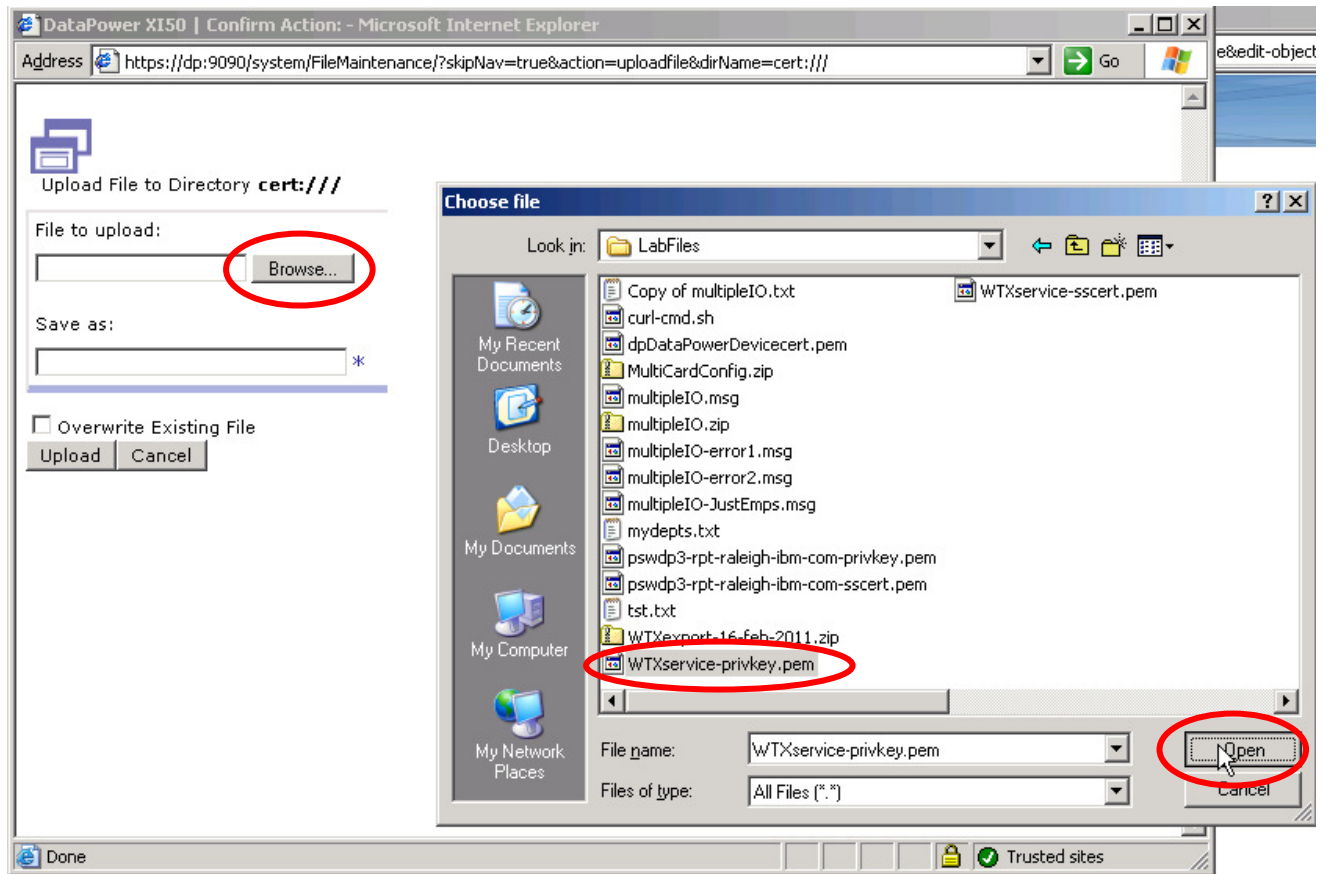 DataPower XI50 | Confirm Action: - Microsoft Internet Explorer
Address https://dp:9090/system/FileMaintenance/?skipNav=true&action=uploadfile&dirName=cert:/// Go
e&edit-object
Upload File to Directory cert:///
File to upload:
Browse...
Save as:
*
Overwrite Existing File
Upload Cancel
Choose file
Look in: LabFiles
My Recent Documents
Desktop
My Documents
My Computer
My Network Places
Copy of multipleIO.txt
curl-cmd.sh
dpDataPowerDevicecert.pem
MultiCardConfig.zip
multipleIO.msg
multipleIO.zip
multipleIO-error1.msg
multipleIO-error2.msg
multipleIO-JustEmps.msg
mydepts.txt
pswdp3-rpt-raleigh-ibm-com-privkey.pem
pswdp3-rpt-raleigh-ibm-com-sscert.pem
tst.txt
WTXexport-16-feb-2011.zip
WTXservice-privkey.pem
WTXservice-sscert.pem
File name: WTXservice-privkey.pem Open
Files of type: All Files (*.*) Cancel
Done Trusted sites